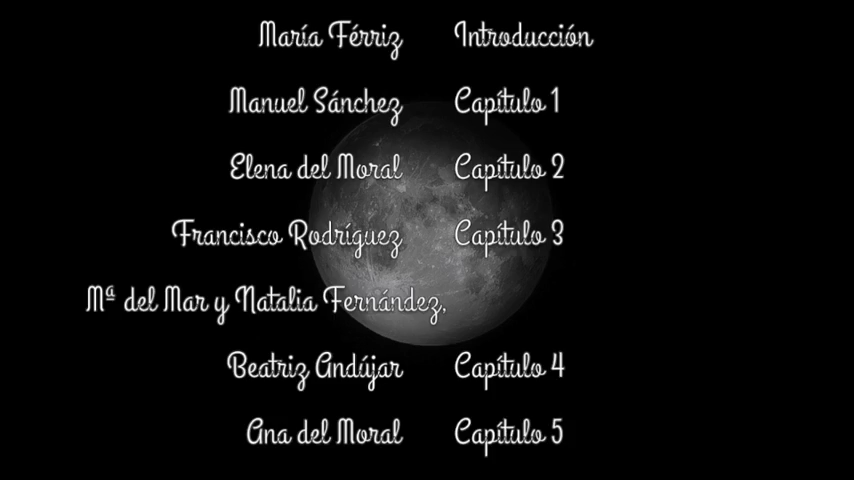 María Férriz Introducción
Manuel Sánchez Capítulo 1
Elena del Moral Capítulo 2
Francisco Rodríguez Capítulo 3
Mª del Mar y Natalia Fernández,
Beatriz Andújar Capítulo 4
Ana del Moral Capítulo 5